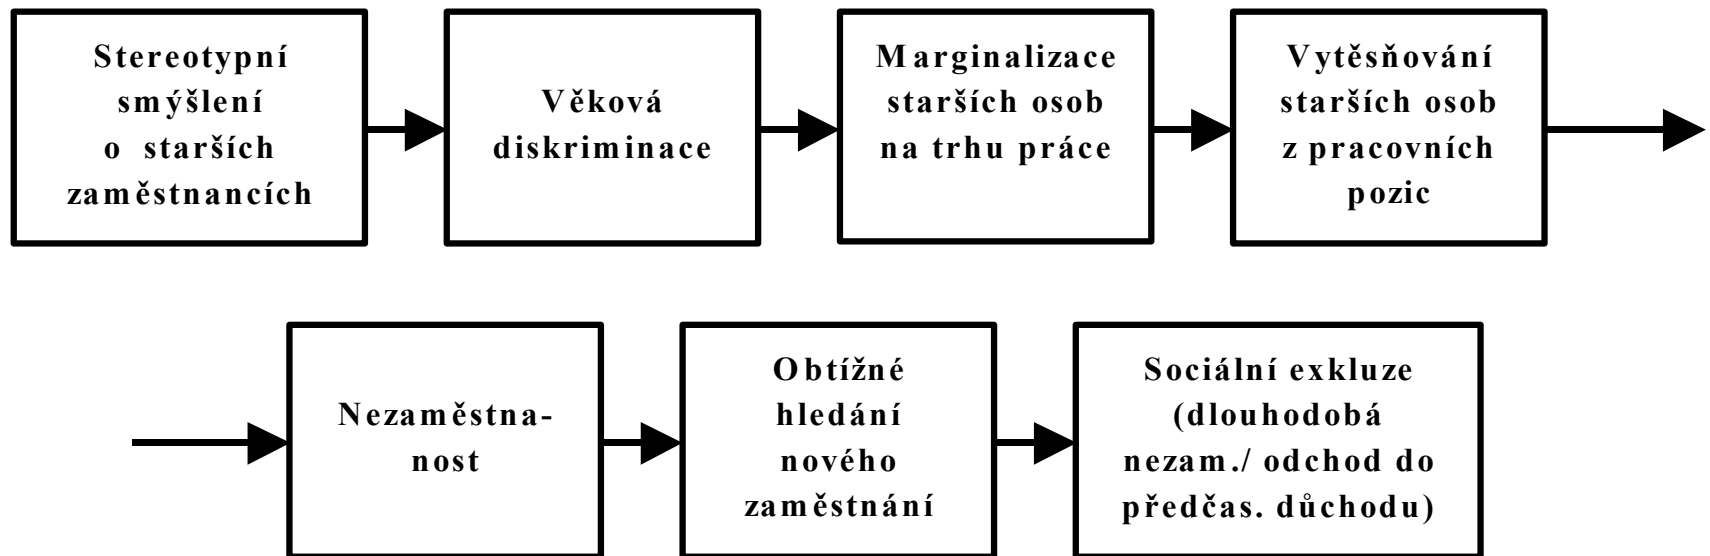 Stereotypní
smýšlení
o starších
zaměstnancích
Věková
diskriminace
Marginalizace
starších osob
na trhu práce
Vytěsňování
starších osob
z pracovních
pozic
Nezaměstna-
nost
Obtížné
hledání
nového
zaměstnání
Sociální exkluze
(dlouhodobá
nezam./ odchod do
předčas. důchodu)